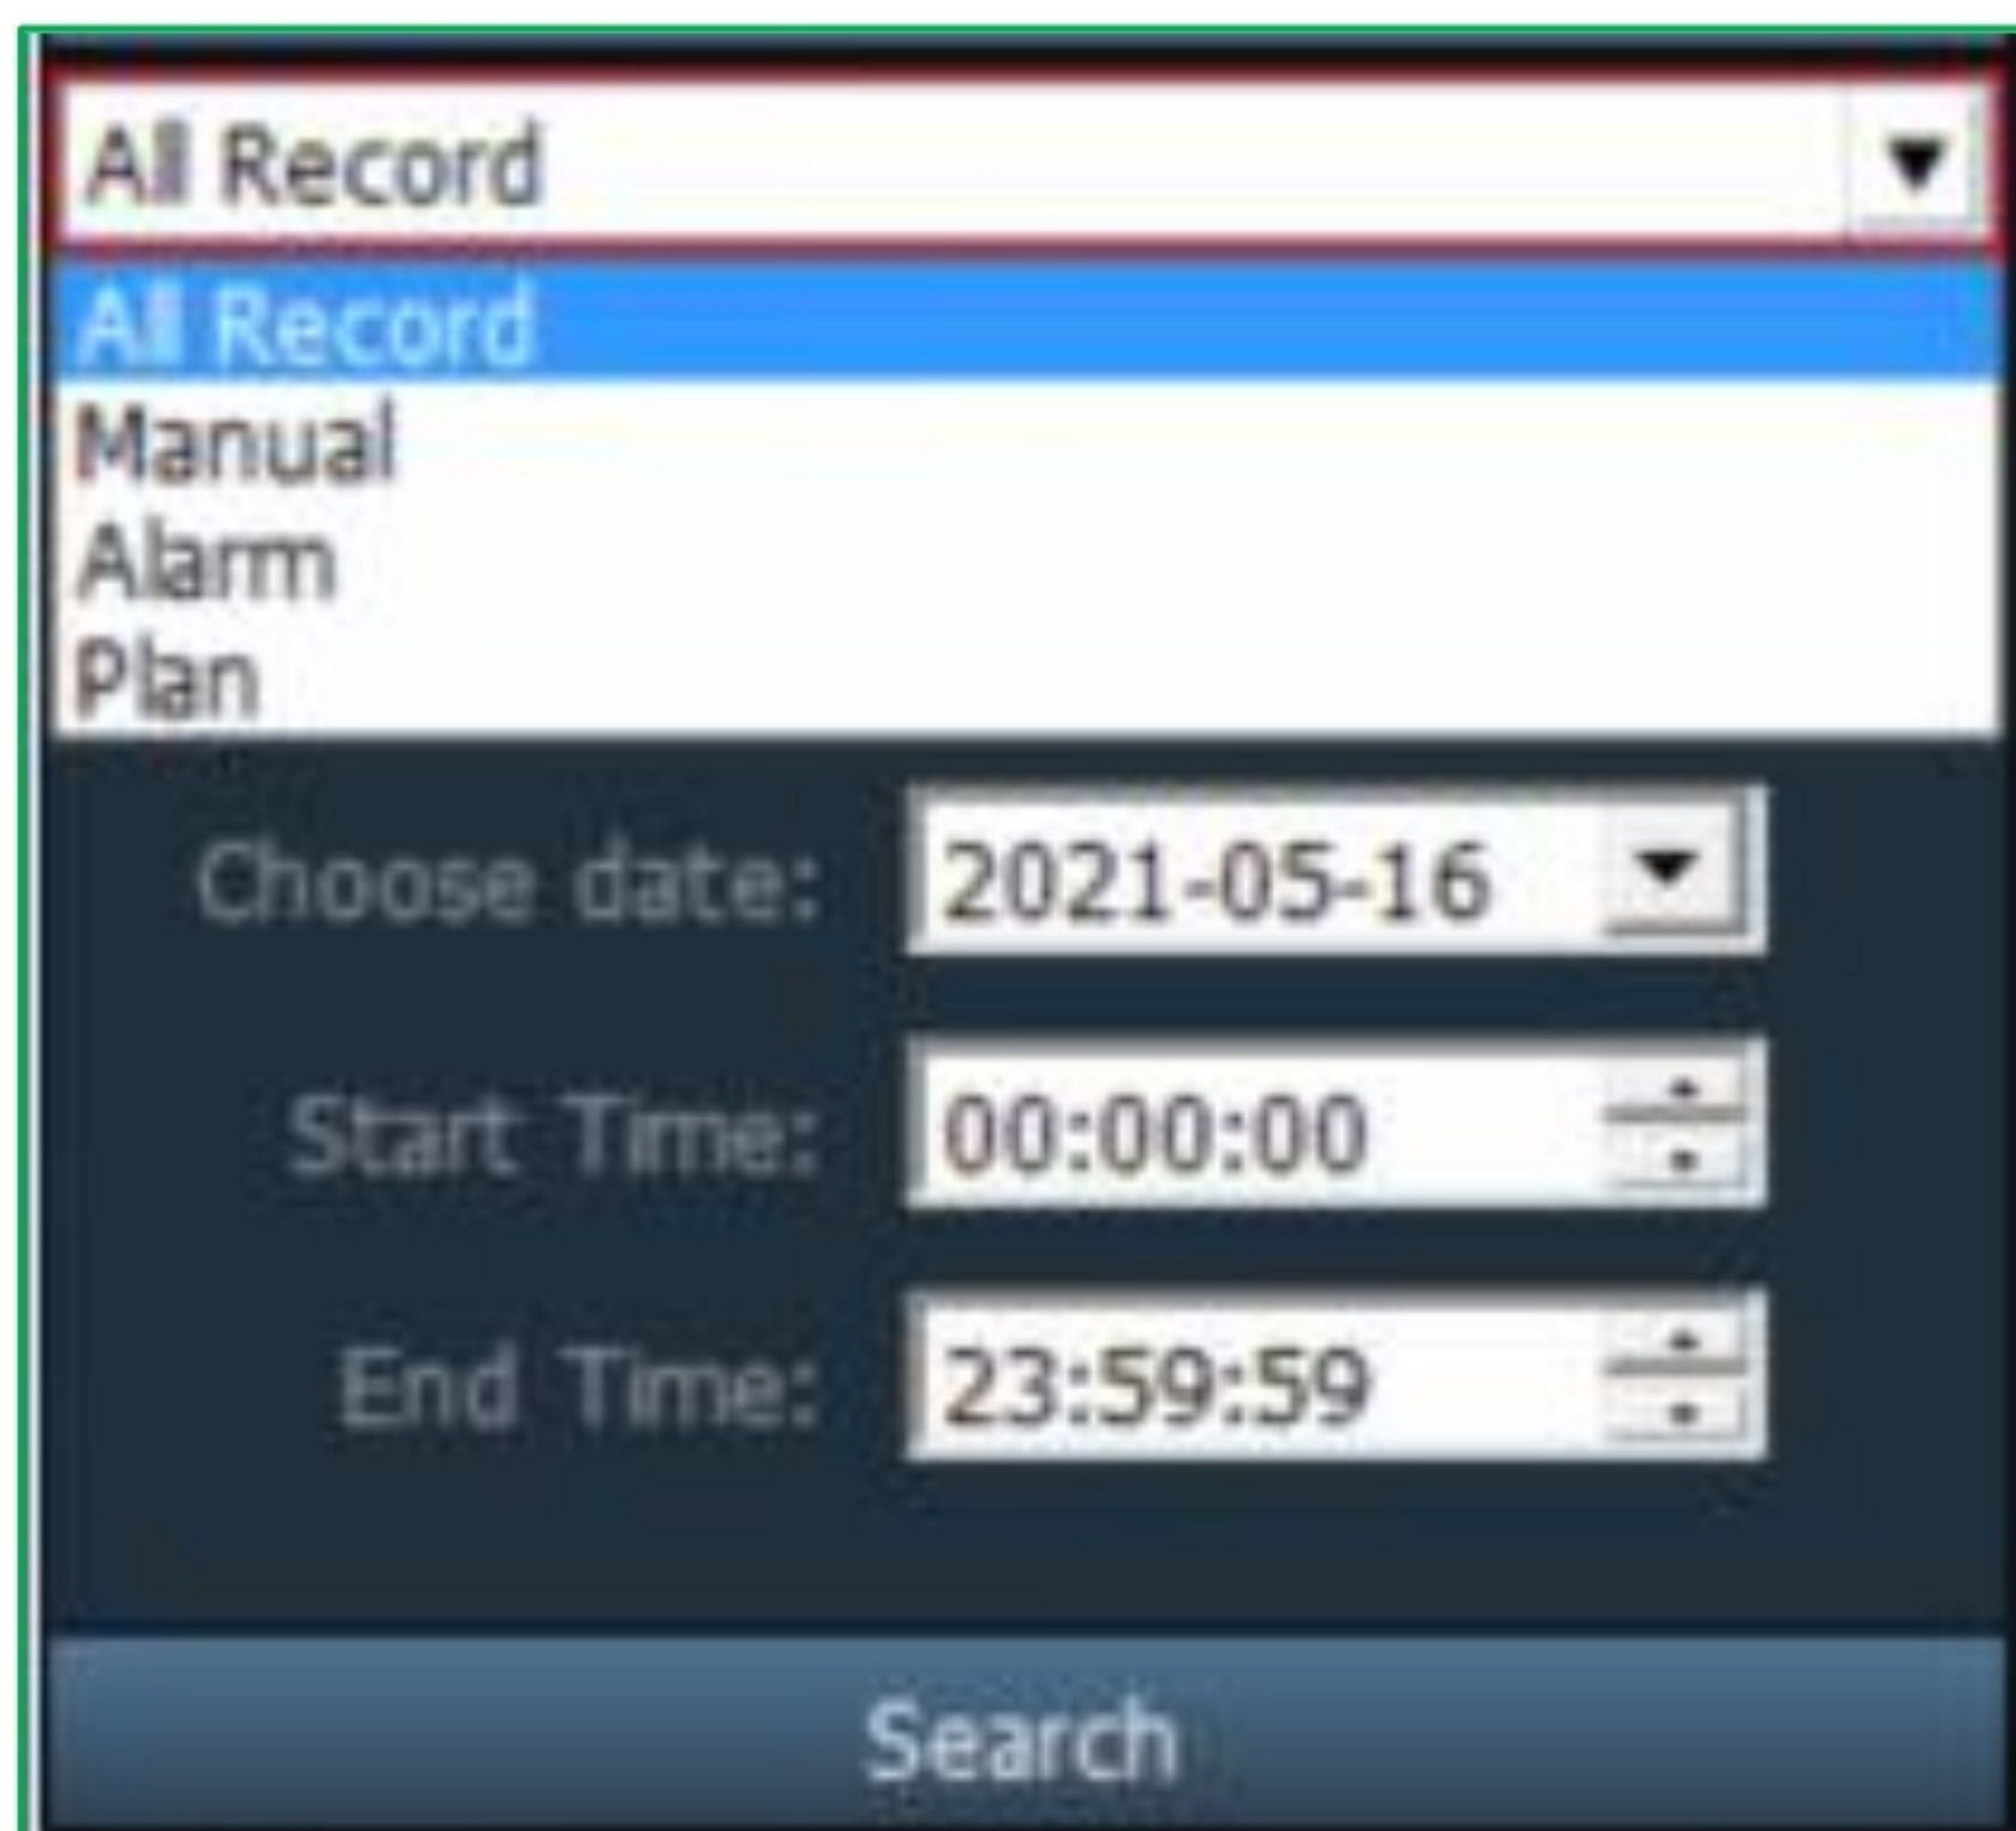 All Record
All Record
Manual
Alarm
Plan
Choose date: 2021-05-16
Start Time: 00:00:00
End Time: 23:59:59
Search